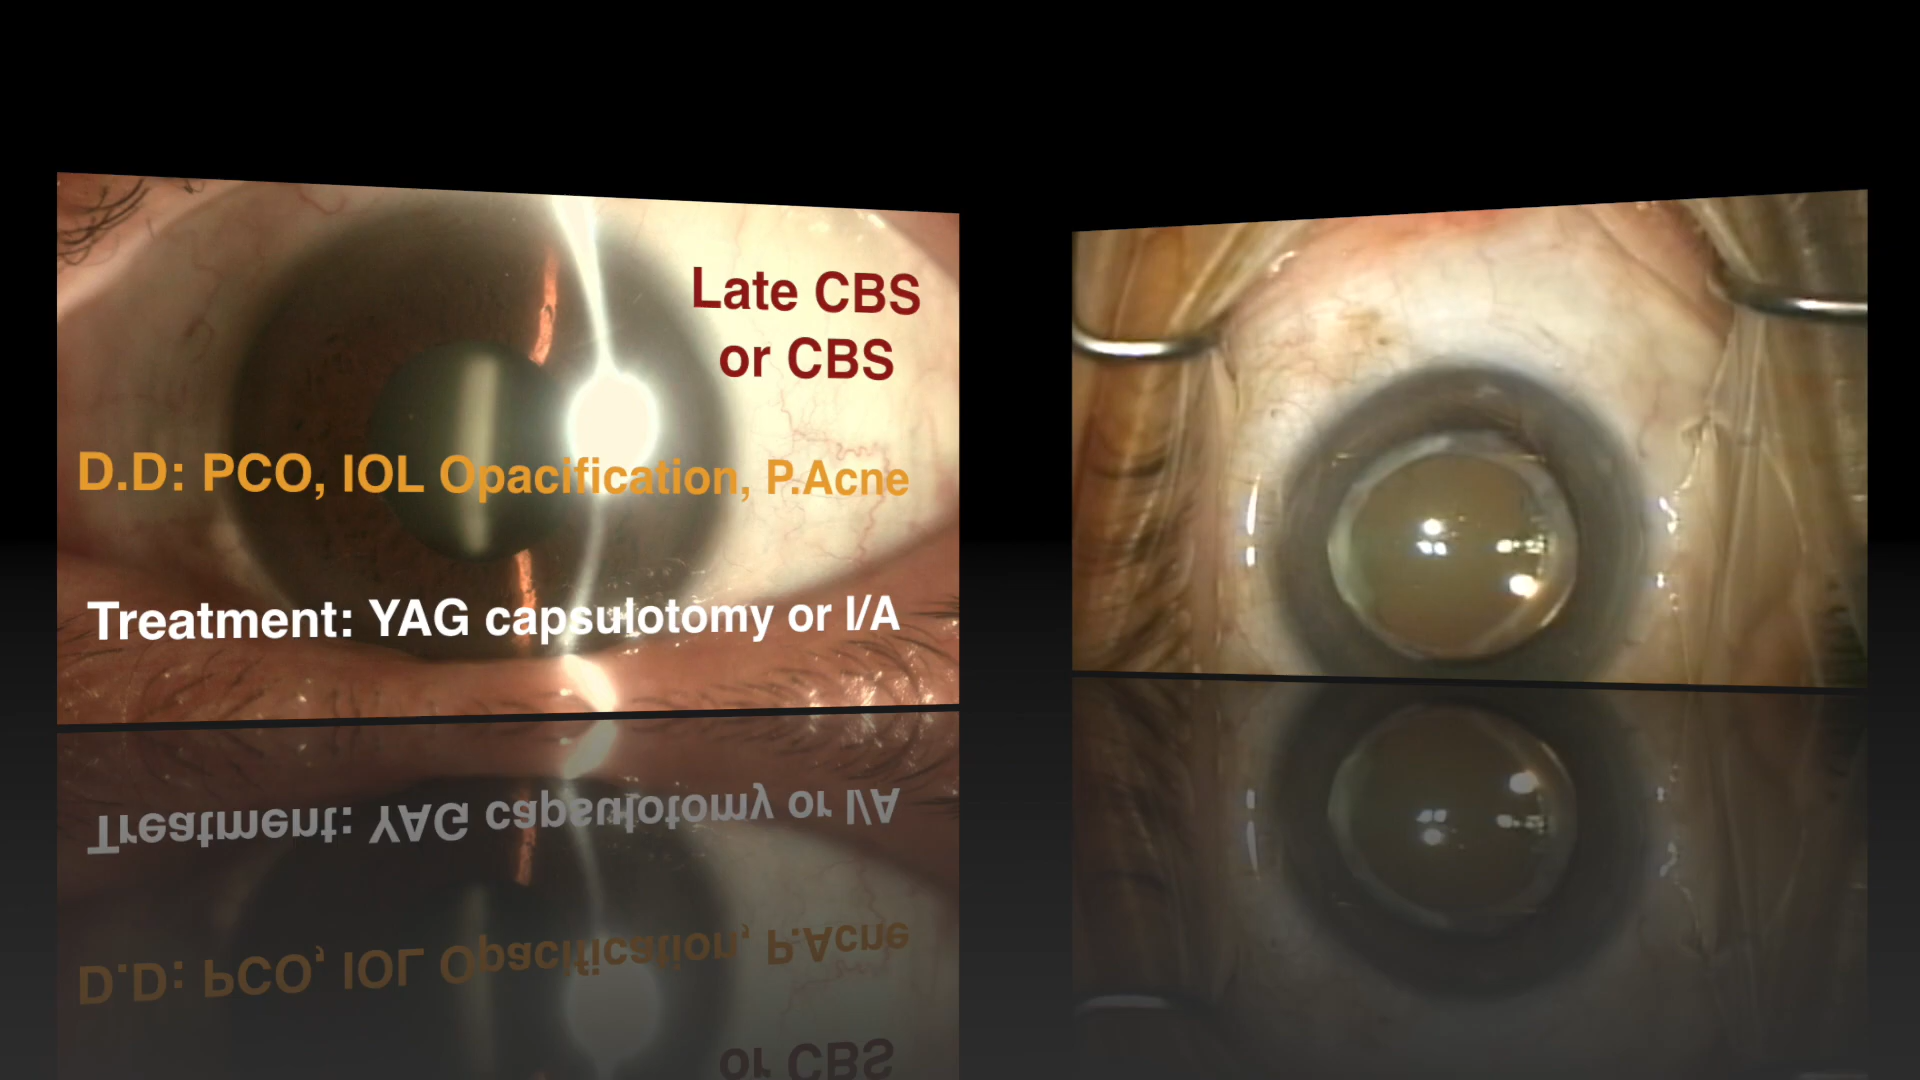 Late CBS
or CBS
D.D: PCO, IOL Opacification, P.Acne
Treatment: YAG capsulotomy or I/A